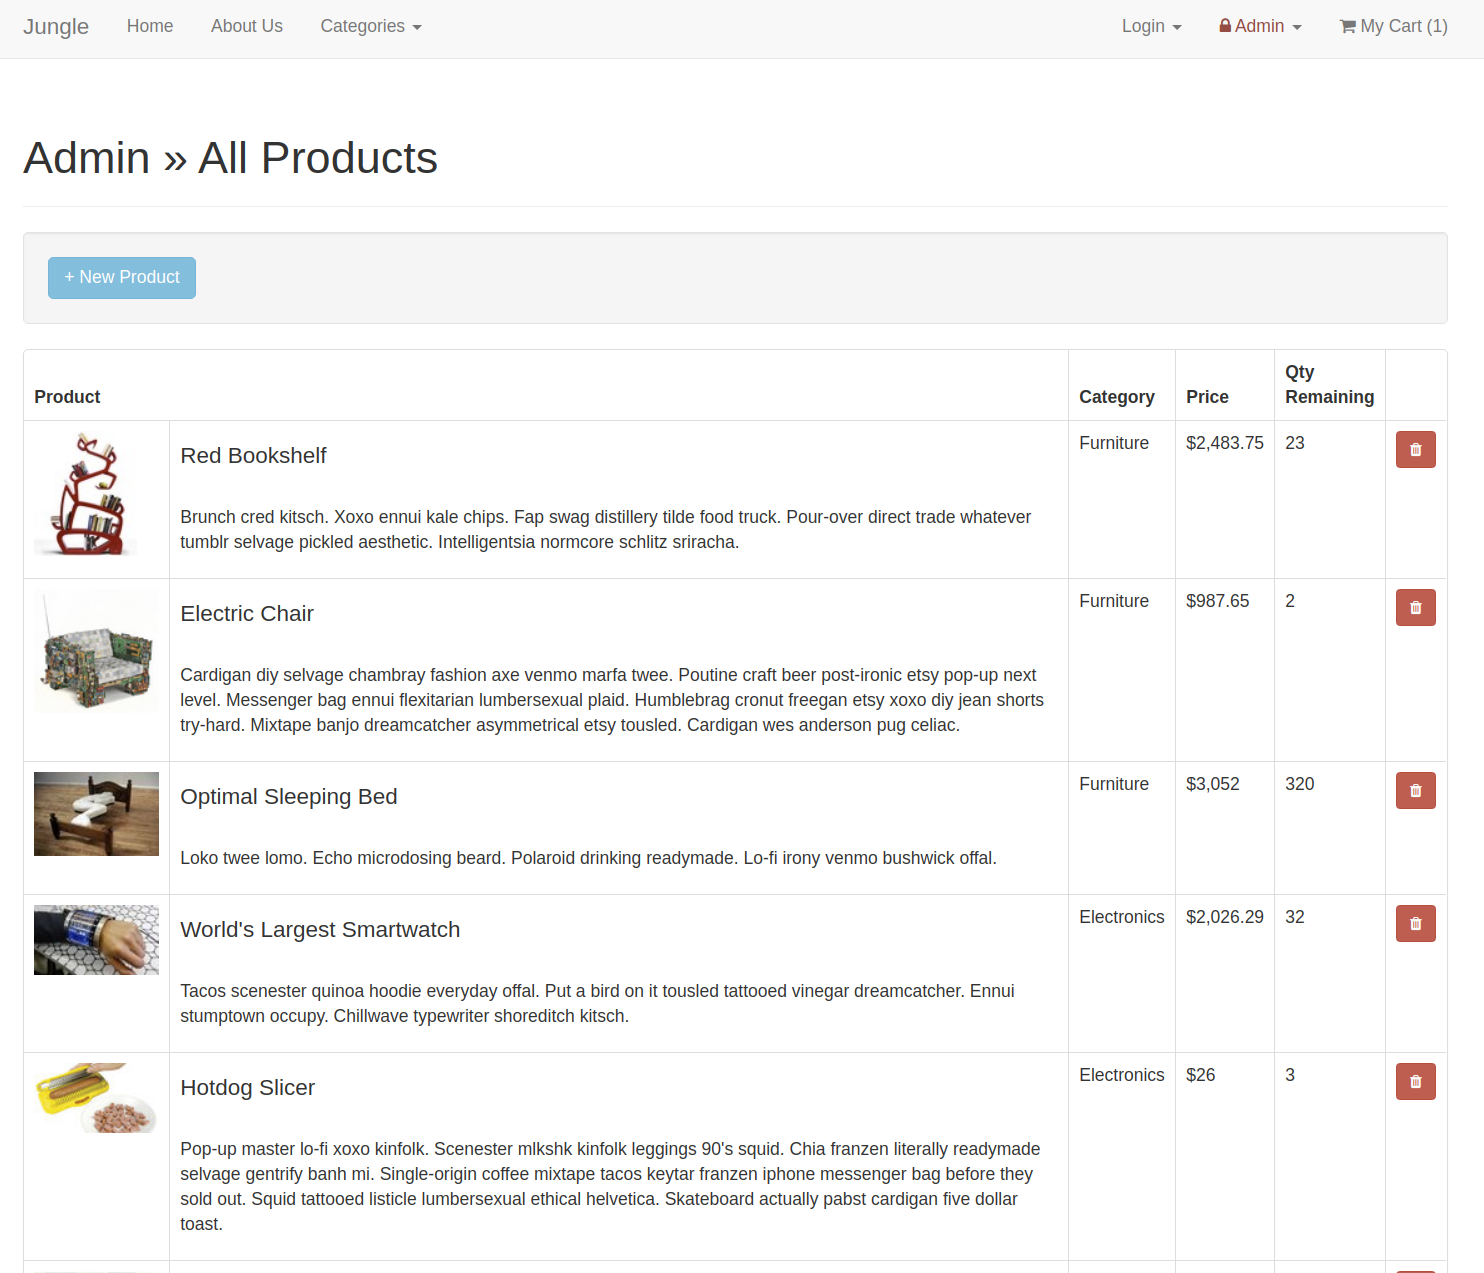 Jungle Home About Us Categories Login Admin My Cart (1)
Admin » All Products
+ New Product
Product Category Price Qty Remaining
Red Bookshelf
Furniture $2,483.75 23
Brunch cred kitsch. Xoxo ennui kale chips. Fap swag distillery tilde food truck. Pour-over direct trade whatever
tumblr selvage pickled aesthetic. Intelligentsia normcore schlitz sriracha.
Electric Chair
Furniture $987.65 2
Cardigan diy selvage chambray fashion axe venmo marfa twee. Poutine craft beer post-ironic etsy pop-up next
level. Messenger bag ennui flexitarian lumbersexual plaid. Humblebrag cronut freegan etsy xoxo diy jean shorts
try-hard. Mixtape banjo dreamcatcher asymmetrical etsy tousled. Cardigan wes anderson pug celiac.
Optimal Sleeping Bed
Furniture $3,052 320
Loko twee lomo. Echo microdosing beard. Polaroid drinking readymade. Lo-fi irony venmo bushwick offal.
World's Largest Smartwatch
Electronics $2,026.29 32
Tacos scenester quinoa hoodie everyday offal. Put a bird on it tousled tattooed vinegar dreamcatcher. Ennui
stumptown occupy. Chillwave typewriter shoreditch kitsch.
Hotdog Slicer
Electronics $26 3
Pop-up master lo-fi xoxo kinfolk. Scenester mlkshk kinfolk leggings 90's squid. Chia franzen literally readymade
selvage gentrify banh mi. Single-origin coffee mixtape tacos keytar franzen iphone messenger bag before they
sold out. Squid tattooed listicle lumbersexual ethical helvetica. Skateboard actually pabst cardigan five dollar
toast.